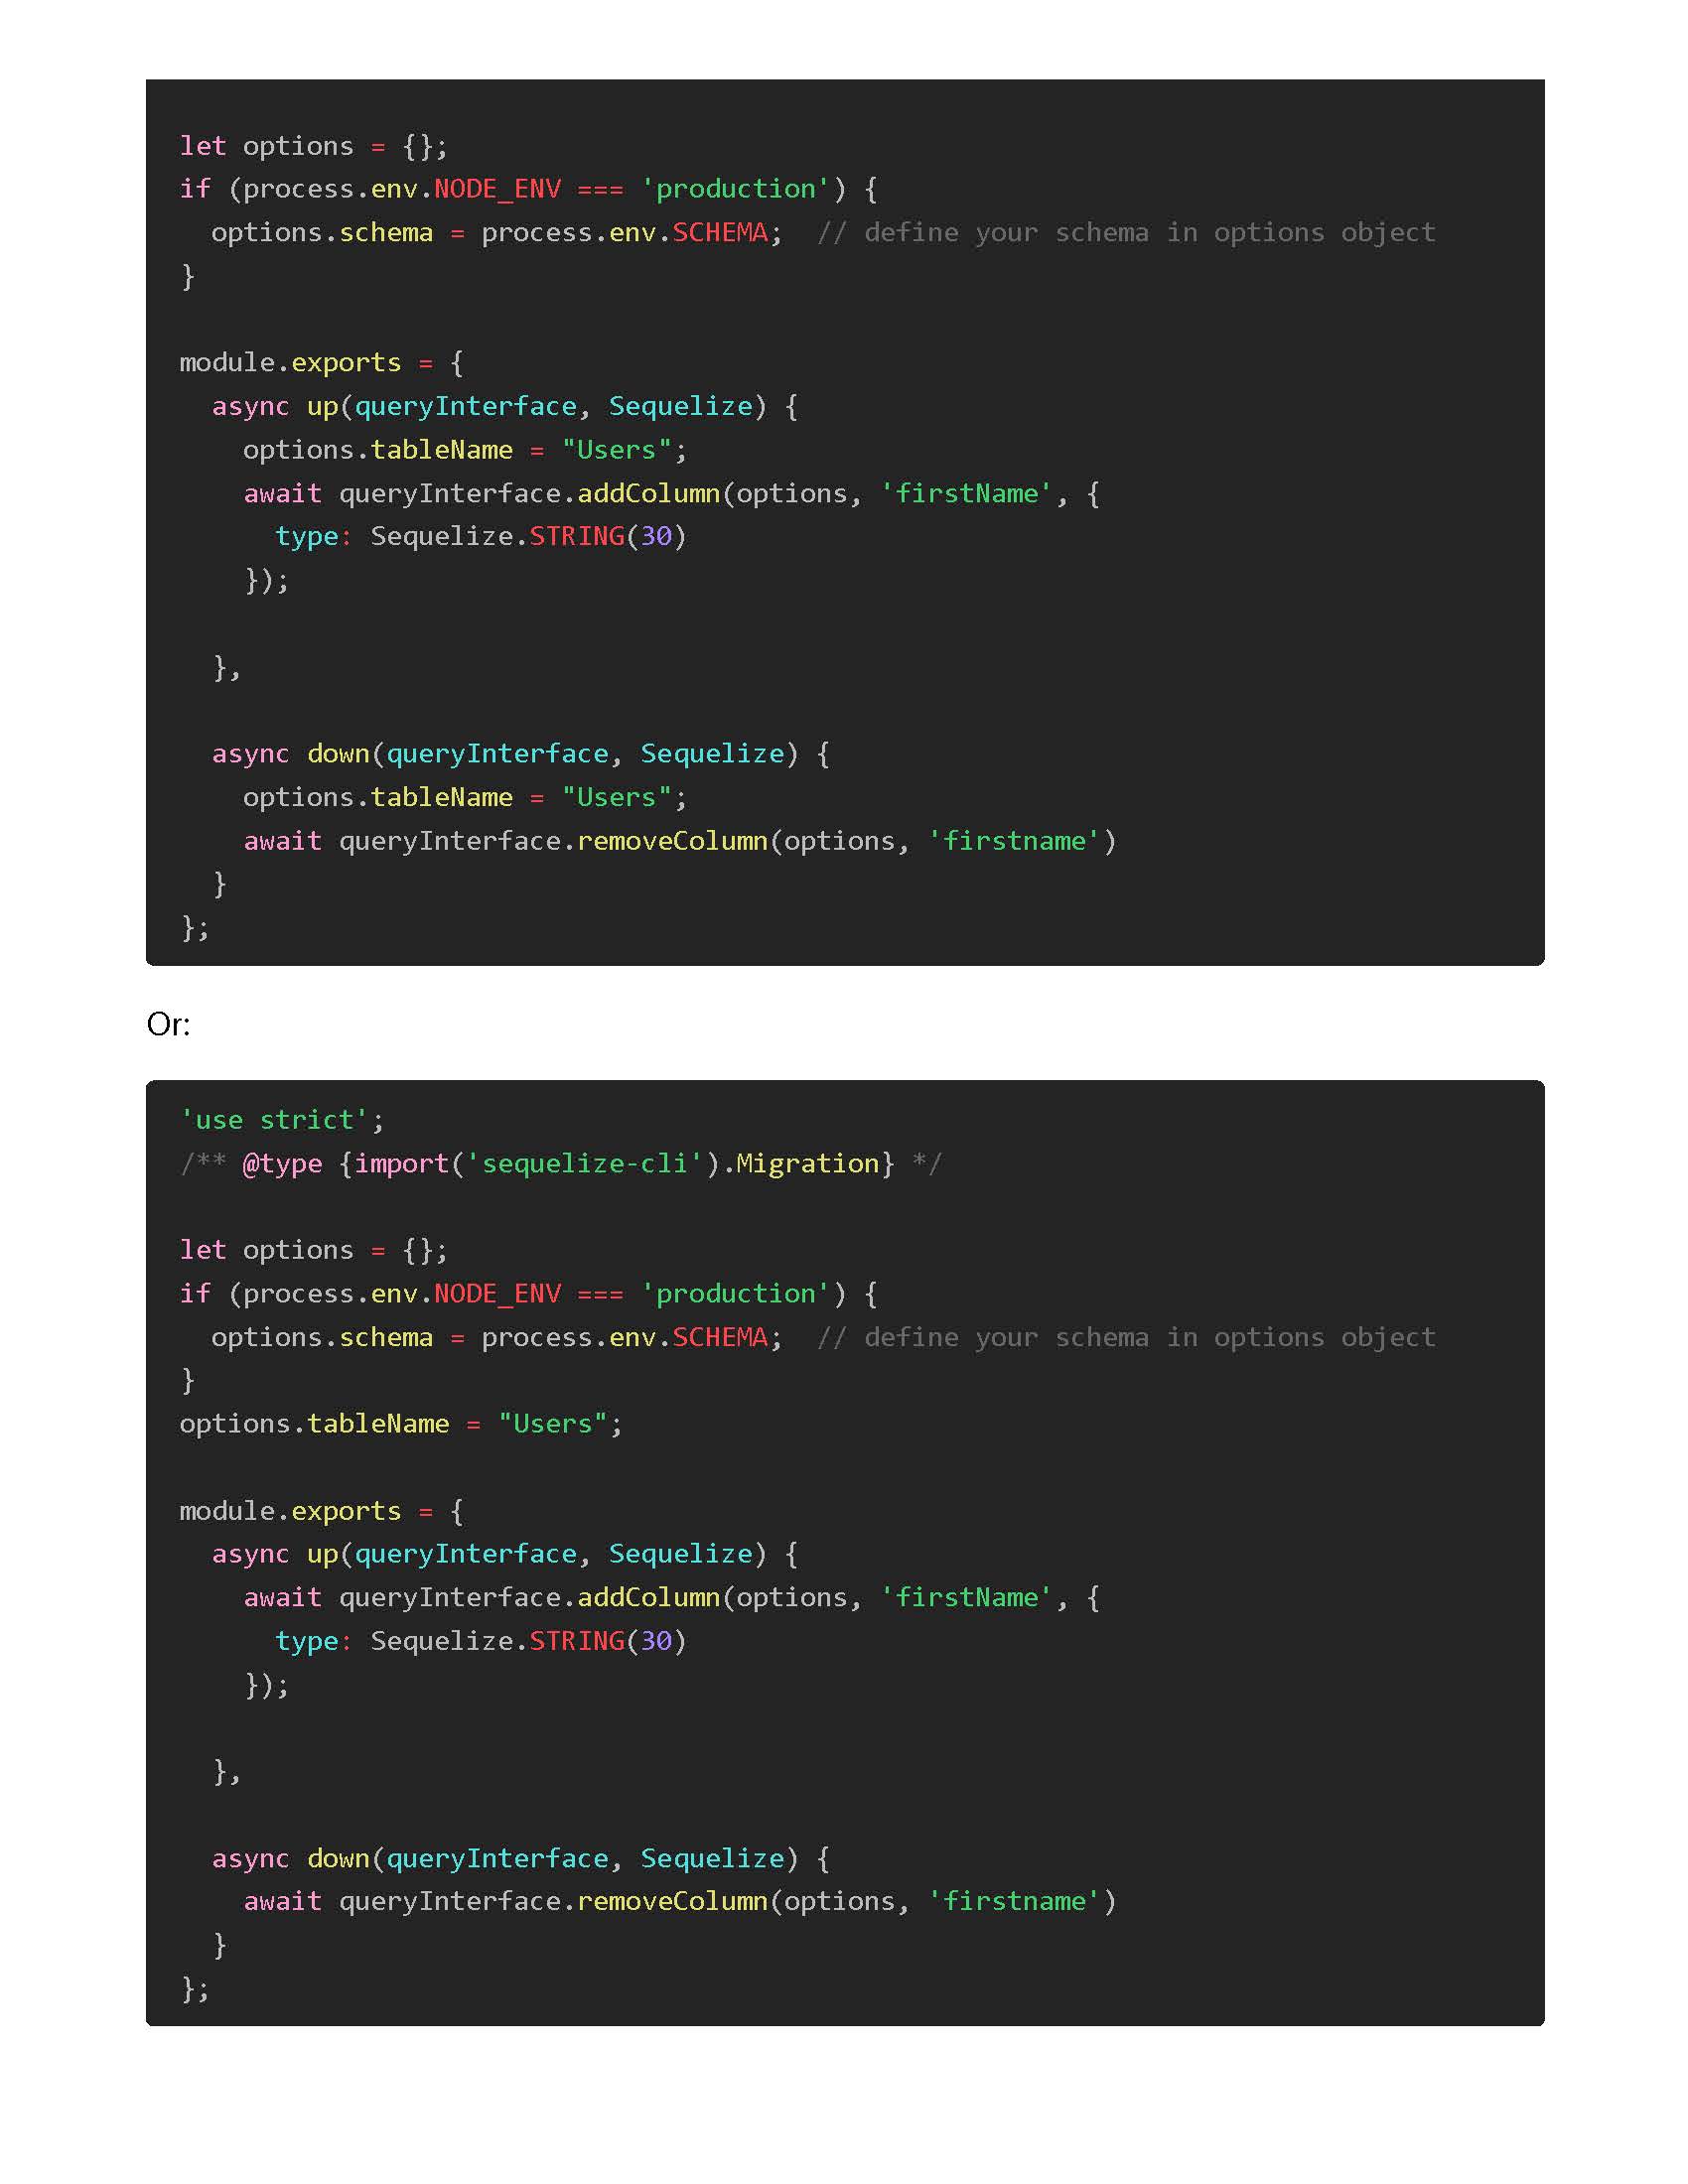 let options = {};
if (process.env.NODE_ENV === 'production') {
  options.schema = process.env.SCHEMA;  // define your schema in options object
}
module.exports = {
  async up(queryInterface, Sequelize) {
    options.tableName = "Users";
    await queryInterface.addColumn(options, 'firstName', {
      type: Sequelize.STRING(30)
    });
  },
  async down(queryInterface, Sequelize) {
    options.tableName = "Users";
    await queryInterface.removeColumn(options, 'firstname')
  }
};
Or:
'use strict';
/** @type {import('sequelize-cli').Migration} */
let options = {};
if (process.env.NODE_ENV === 'production') {
  options.schema = process.env.SCHEMA;  // define your schema in options object
}
options.tableName = "Users";
module.exports = {
  async up(queryInterface, Sequelize) {
    await queryInterface.addColumn(options, 'firstName', {
      type: Sequelize.STRING(30)
    });
  },
  async down(queryInterface, Sequelize) {
    await queryInterface.removeColumn(options, 'firstname')
  }
};